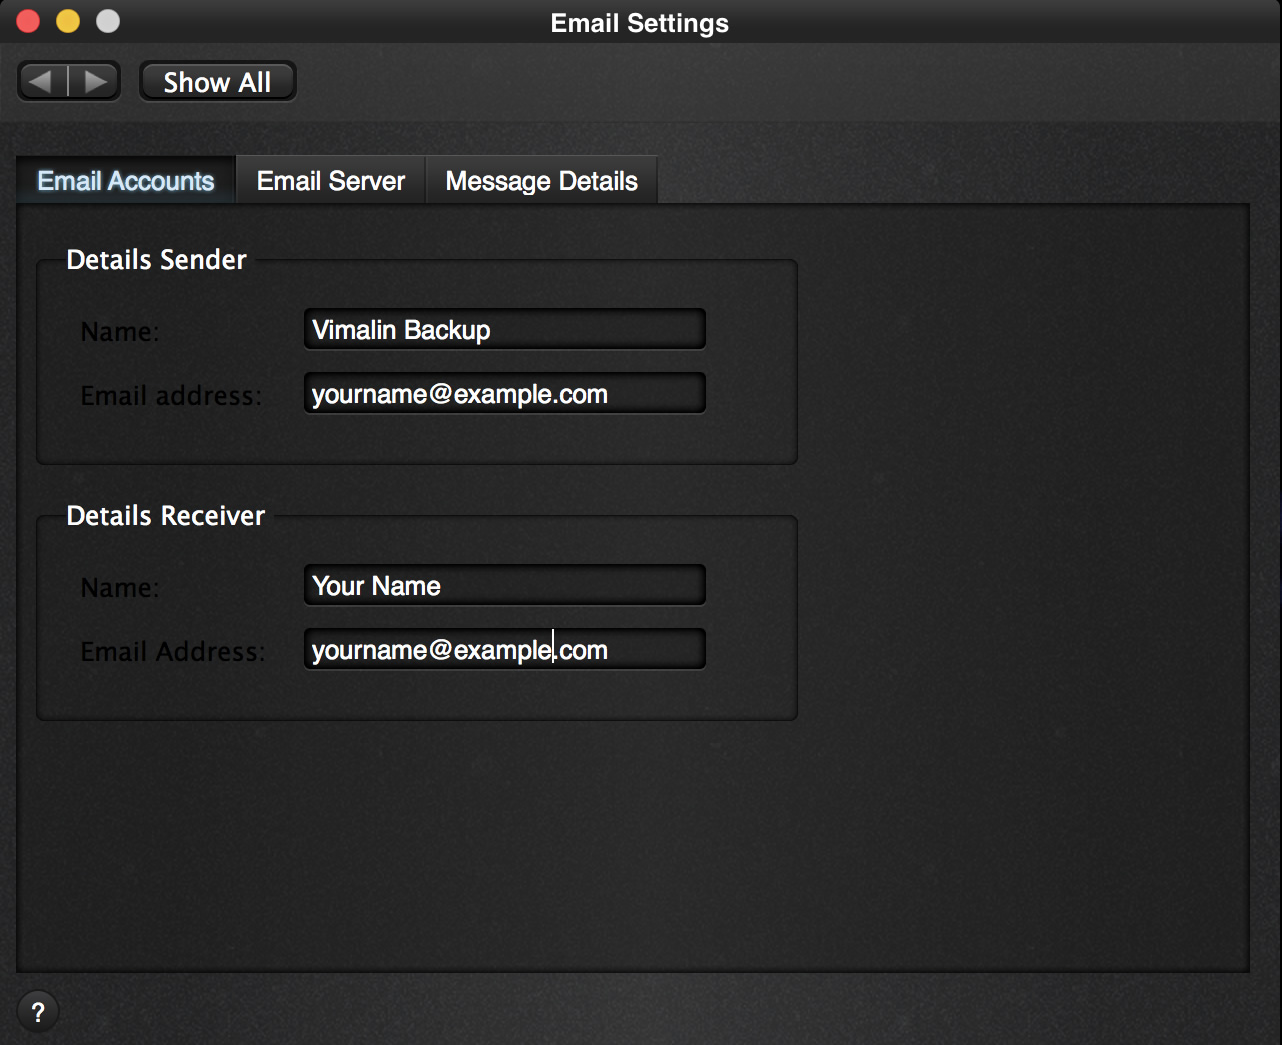 Email Settings
Show All
Email Accounts Email Server Message Details
Details Sender
Name: Vimalin Backup
Email address: yourname@example.com
Details Receiver
Name: Your Name
Email Address: yourname@example.com
?